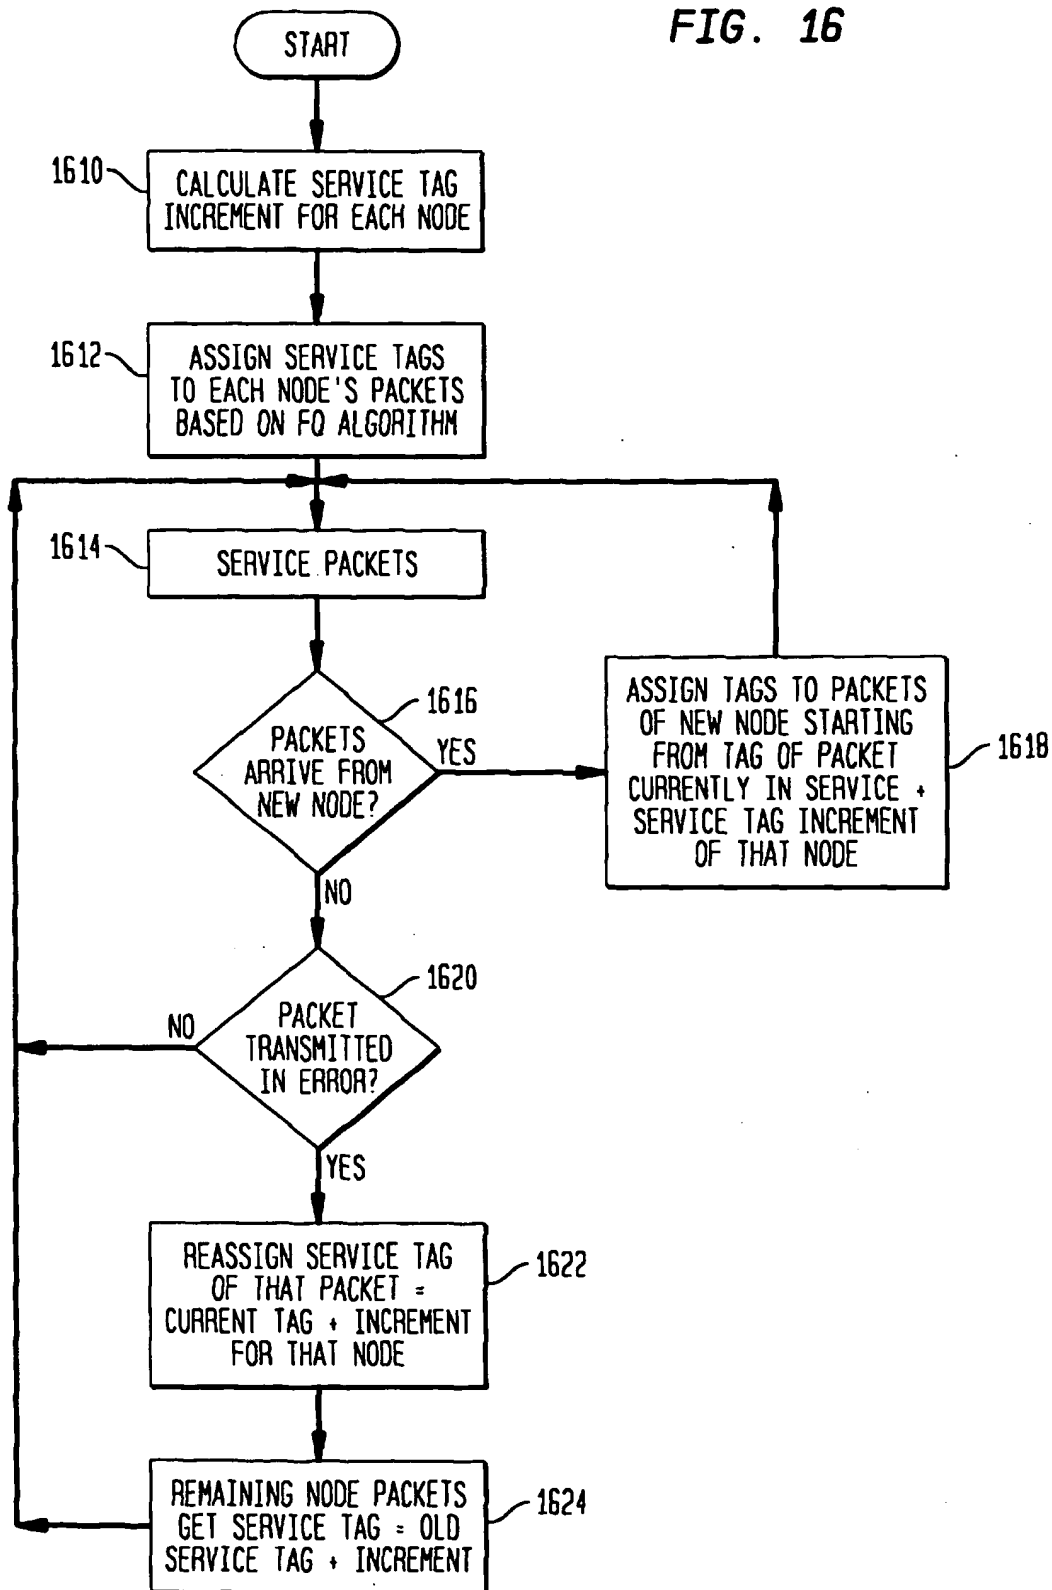 FIG. 16
START
1610
CALCULATE SERVICE TAG
INCREMENT FOR EACH NODE
1612
ASSIGN SERVICE TAGS
TO EACH NODE'S PACKETS
BASED ON FQ ALGORITHM
1614
SERVICE PACKETS
1616
PACKETS
ARRIVE FROM
NEW NODE?
YES
NO
ASSIGN TAGS TO PACKETS
OF NEW NODE STARTING
FROM TAG OF PACKET
CURRENTLY IN SERVICE +
SERVICE TAG INCREMENT
OF THAT NODE
1618
1620
PACKET
TRANSMITTED
IN ERROR?
NO
YES
REASSIGN SERVICE TAG
OF THAT PACKET =
CURRENT TAG + INCREMENT
FOR THAT NODE
1622
REMAINING NODE PACKETS
GET SERVICE TAG = OLD
SERVICE TAG + INCREMENT
1624